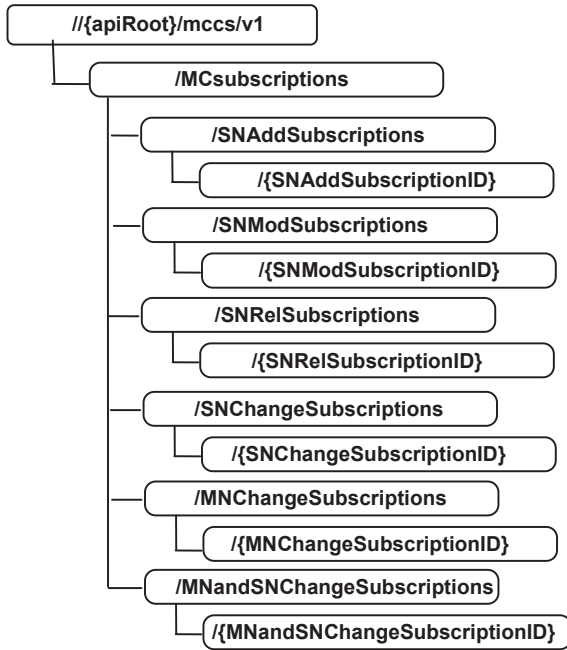 //{apiRoot}/mccs/v1
/MCsubscriptions
/SNAddSubscriptions
/{SNAddSubscriptionID}
/SNModSubscriptions
/{SNModSubscriptionID}
/SNRelSubscriptions
/{SNRelSubscriptionID}
/SNChangeSubscriptions
/{SNChangeSubscriptionID}
/MNChangeSubscriptions
/{MNChangeSubscriptionID}
/MNandSNChangeSubscriptions
/{MNandSNChangeSubscriptionID}